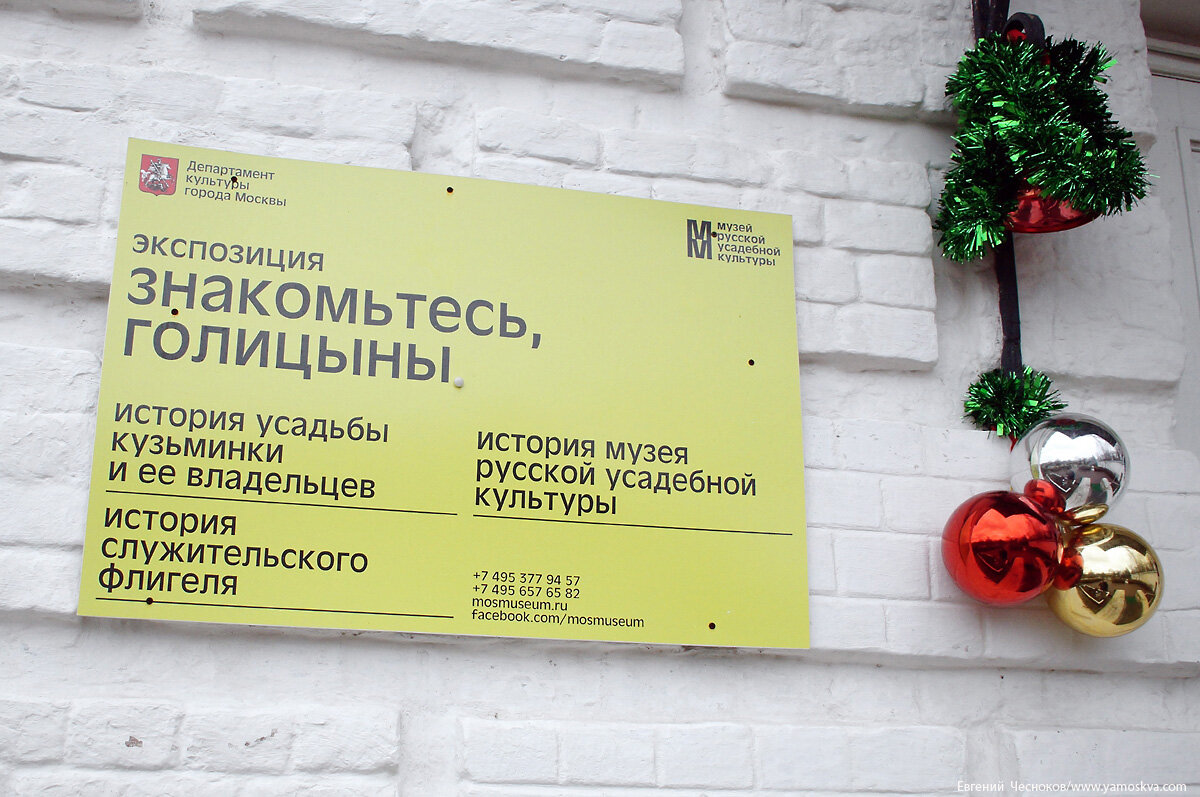 Департамент
культуры
города Москвы
ММ
музей
русской
усадебной
культуры
экспозиция
знакомьтесь,
голицыны.
история усадьбы
кузьминки
и ее владельцев
история музея
русской усадебной
культуры
история
служительского
флигеля
+7 495 377 94 57
+7 495 657 65 82
mosmuseum.ru
facebook.com/mosmuseum
Евгений Чесноков/www.yamoskva.com